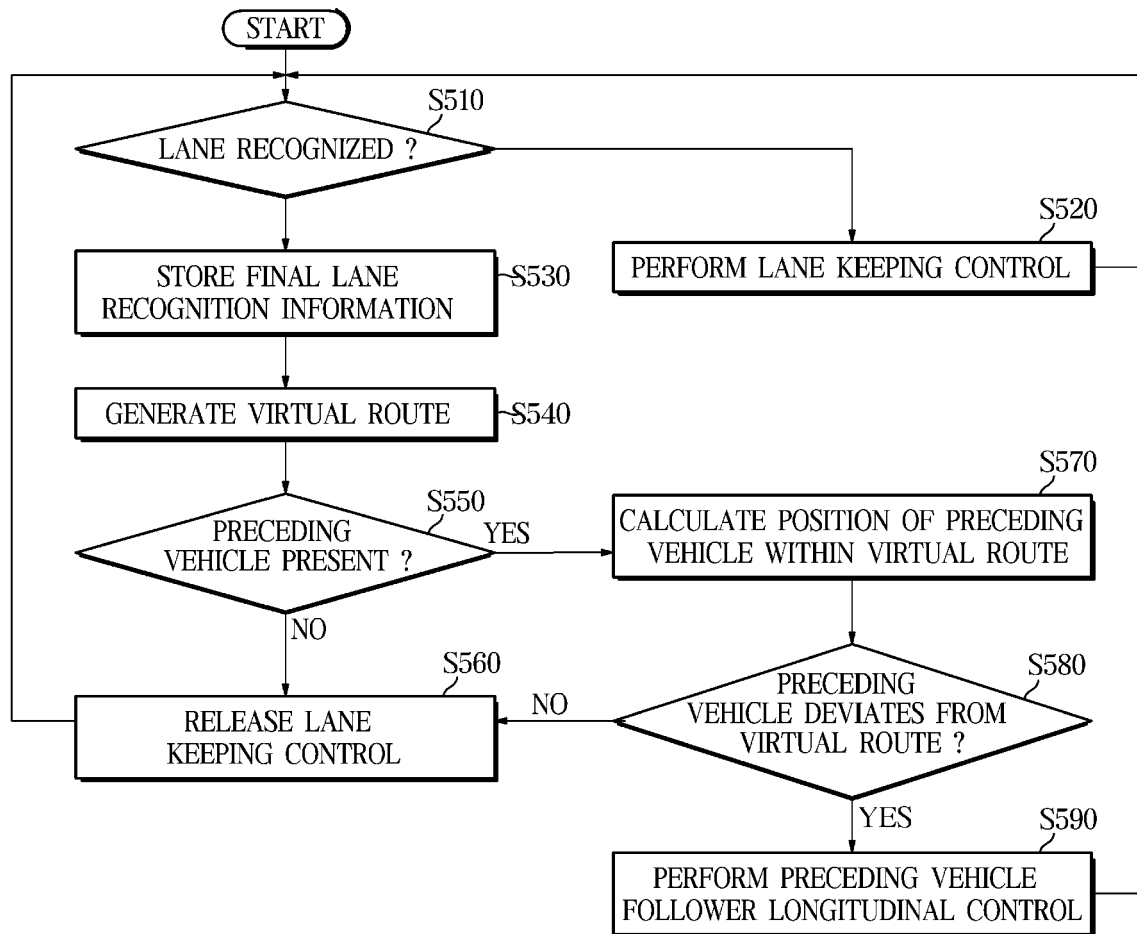 START
S510
LANE RECOGNIZED ?
S520
PERFORM LANE KEEPING CONTROL
STORE FINAL LANE
RECOGNITION INFORMATION
S530
GENERATE VIRTUAL ROUTE
S540
S550
PRECEDING
VEHICLE PRESENT ?
YES
NO
S570
CALCULATE POSITION OF PRECEDING
VEHICLE WITHIN VIRTUAL ROUTE
S560
RELEASE LANE
KEEPING CONTROL
NO
S580
PRECEDING
VEHICLE DEVIATES FROM
VIRTUAL ROUTE ?
YES
S590
PERFORM PRECEDING VEHICLE
FOLLOWER LONGITUDINAL CONTROL